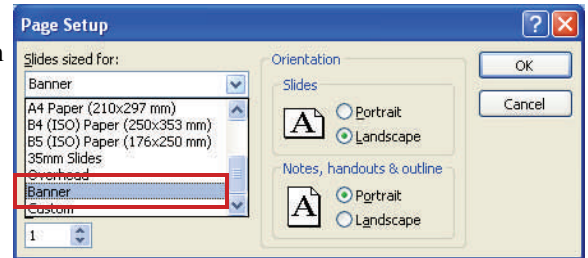 Page Setup
Slides sized for:
Banner
A4 Paper (210x297 mm)
B4 (ISO) Paper (250x353 mm)
B5 (ISO) Paper (176x250 mm)
35mm Slides
Overhead
Banner
Custom
1
Orientation
Slides
A
Portrait
Landscape
Notes, handouts & outline
A
Portrait
Landscape
OK
Cancel